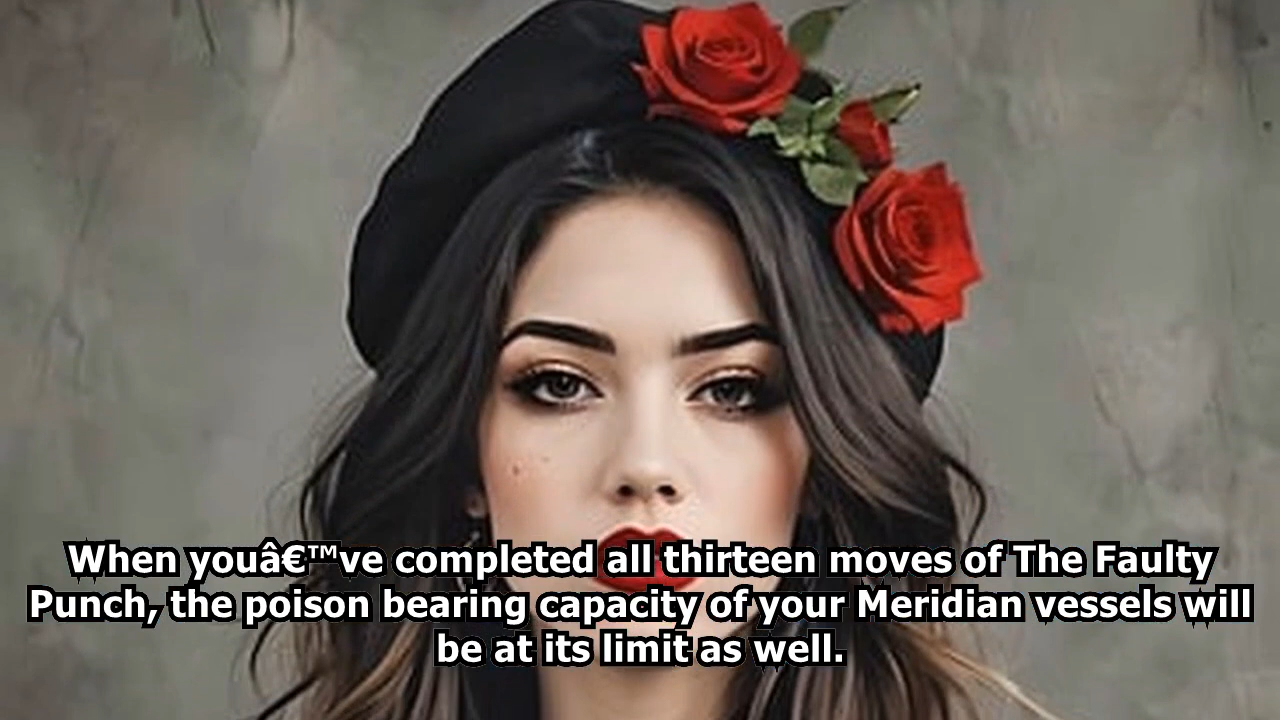 When youâ€™ve completed all thirteen moves of The Faulty
Punch, the poison bearing capacity of your Meridian vessels will
be at its limit as well.